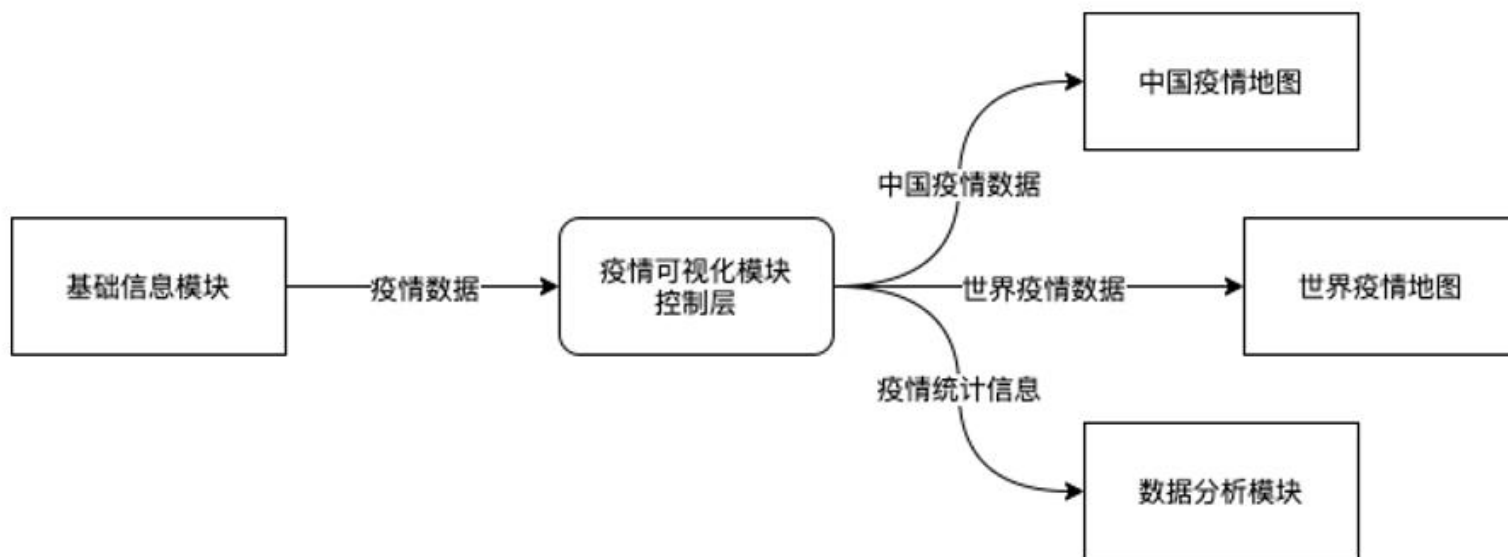 中国疫情地图
中国疫情数据
基础信息模块
疫情数据
疫情可视化模块
控制层
世界疫情数据
世界疫情地图
疫情统计信息
数据分析模块